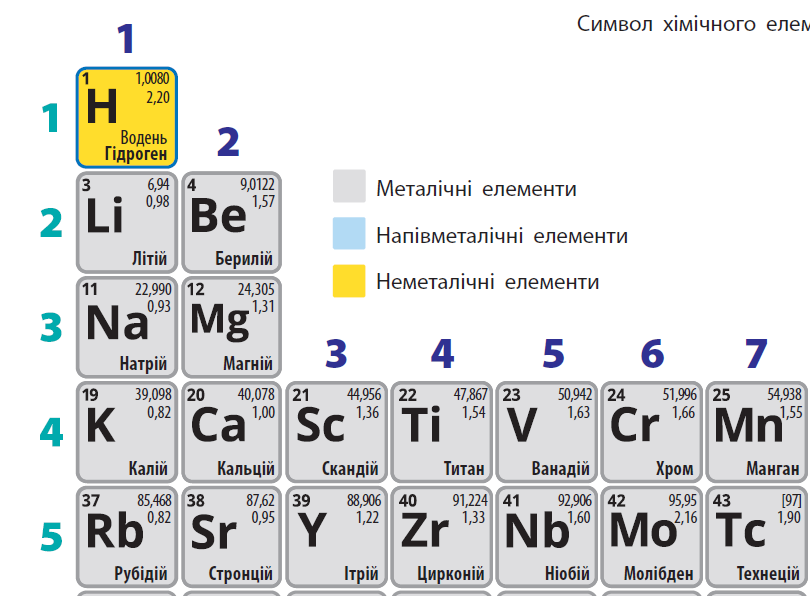 Символ хімічного елем
1
1
1 1,0080
H 2,20
Водень
Гідроген
2
2
3 6,94
Li 0,98
Літій
4 9,0122
Be 1,57
Берилій
Металічні елементи
Напівметалічні елементи
Неметалічні елементи
3
11 22,990
Na 0,93
Натрій
12 24,305
Mg 1,31
Магній
3 4 5 6 7
4
19 39,098
K 0,82
Калій
20 40,078
Ca 1,00
Кальцій
21 44,956
Sc 1,36
Скандій
22 47,867
Ti 1,54
Титан
23 50,942
V 1,63
Ванадій
24 51,996
Cr 1,66
Хром
25 54,938
Mn 1,55
Манган
5
37 85,468
Rb 0,82
Рубідій
38 87,62
Sr 0,95
Стронцій
39 88,906
Y 1,22
Ітрій
40 91,224
Zr 1,33
Цирконій
41 92,906
Nb 1,60
Ніобій
42 95,95
Mo 2,16
Молібден
43 [97]
Tc 1,90
Технецій